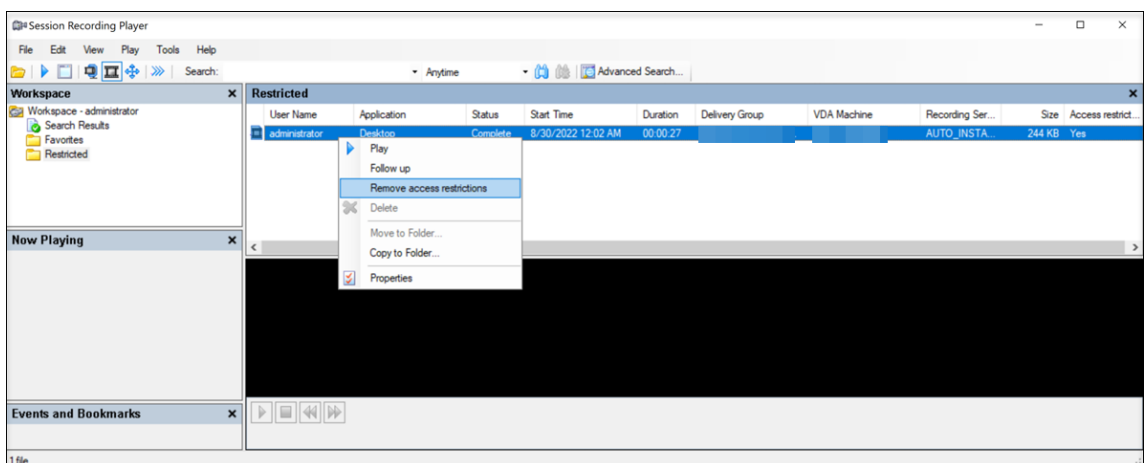 Session Recording Player
File Edit View Play Tools Help
Search: Anytime Advanced Search...
Workspace
Workspace - administrator
Search Results
Favorites
Restricted
Restricted
User Name Application Status Start Time Duration Delivery Group VDA Machine Recording Ser... Size Access restrict...
administrator Desktop Complete 8/30/2022 12:02 AM 00:00:27 AUTO_INSTA... 244 KB Yes
Play
Follow up
Remove access restrictions
Delete
Move to Folder...
Copy to Folder...
Properties
Now Playing
Events and Bookmarks
1 file